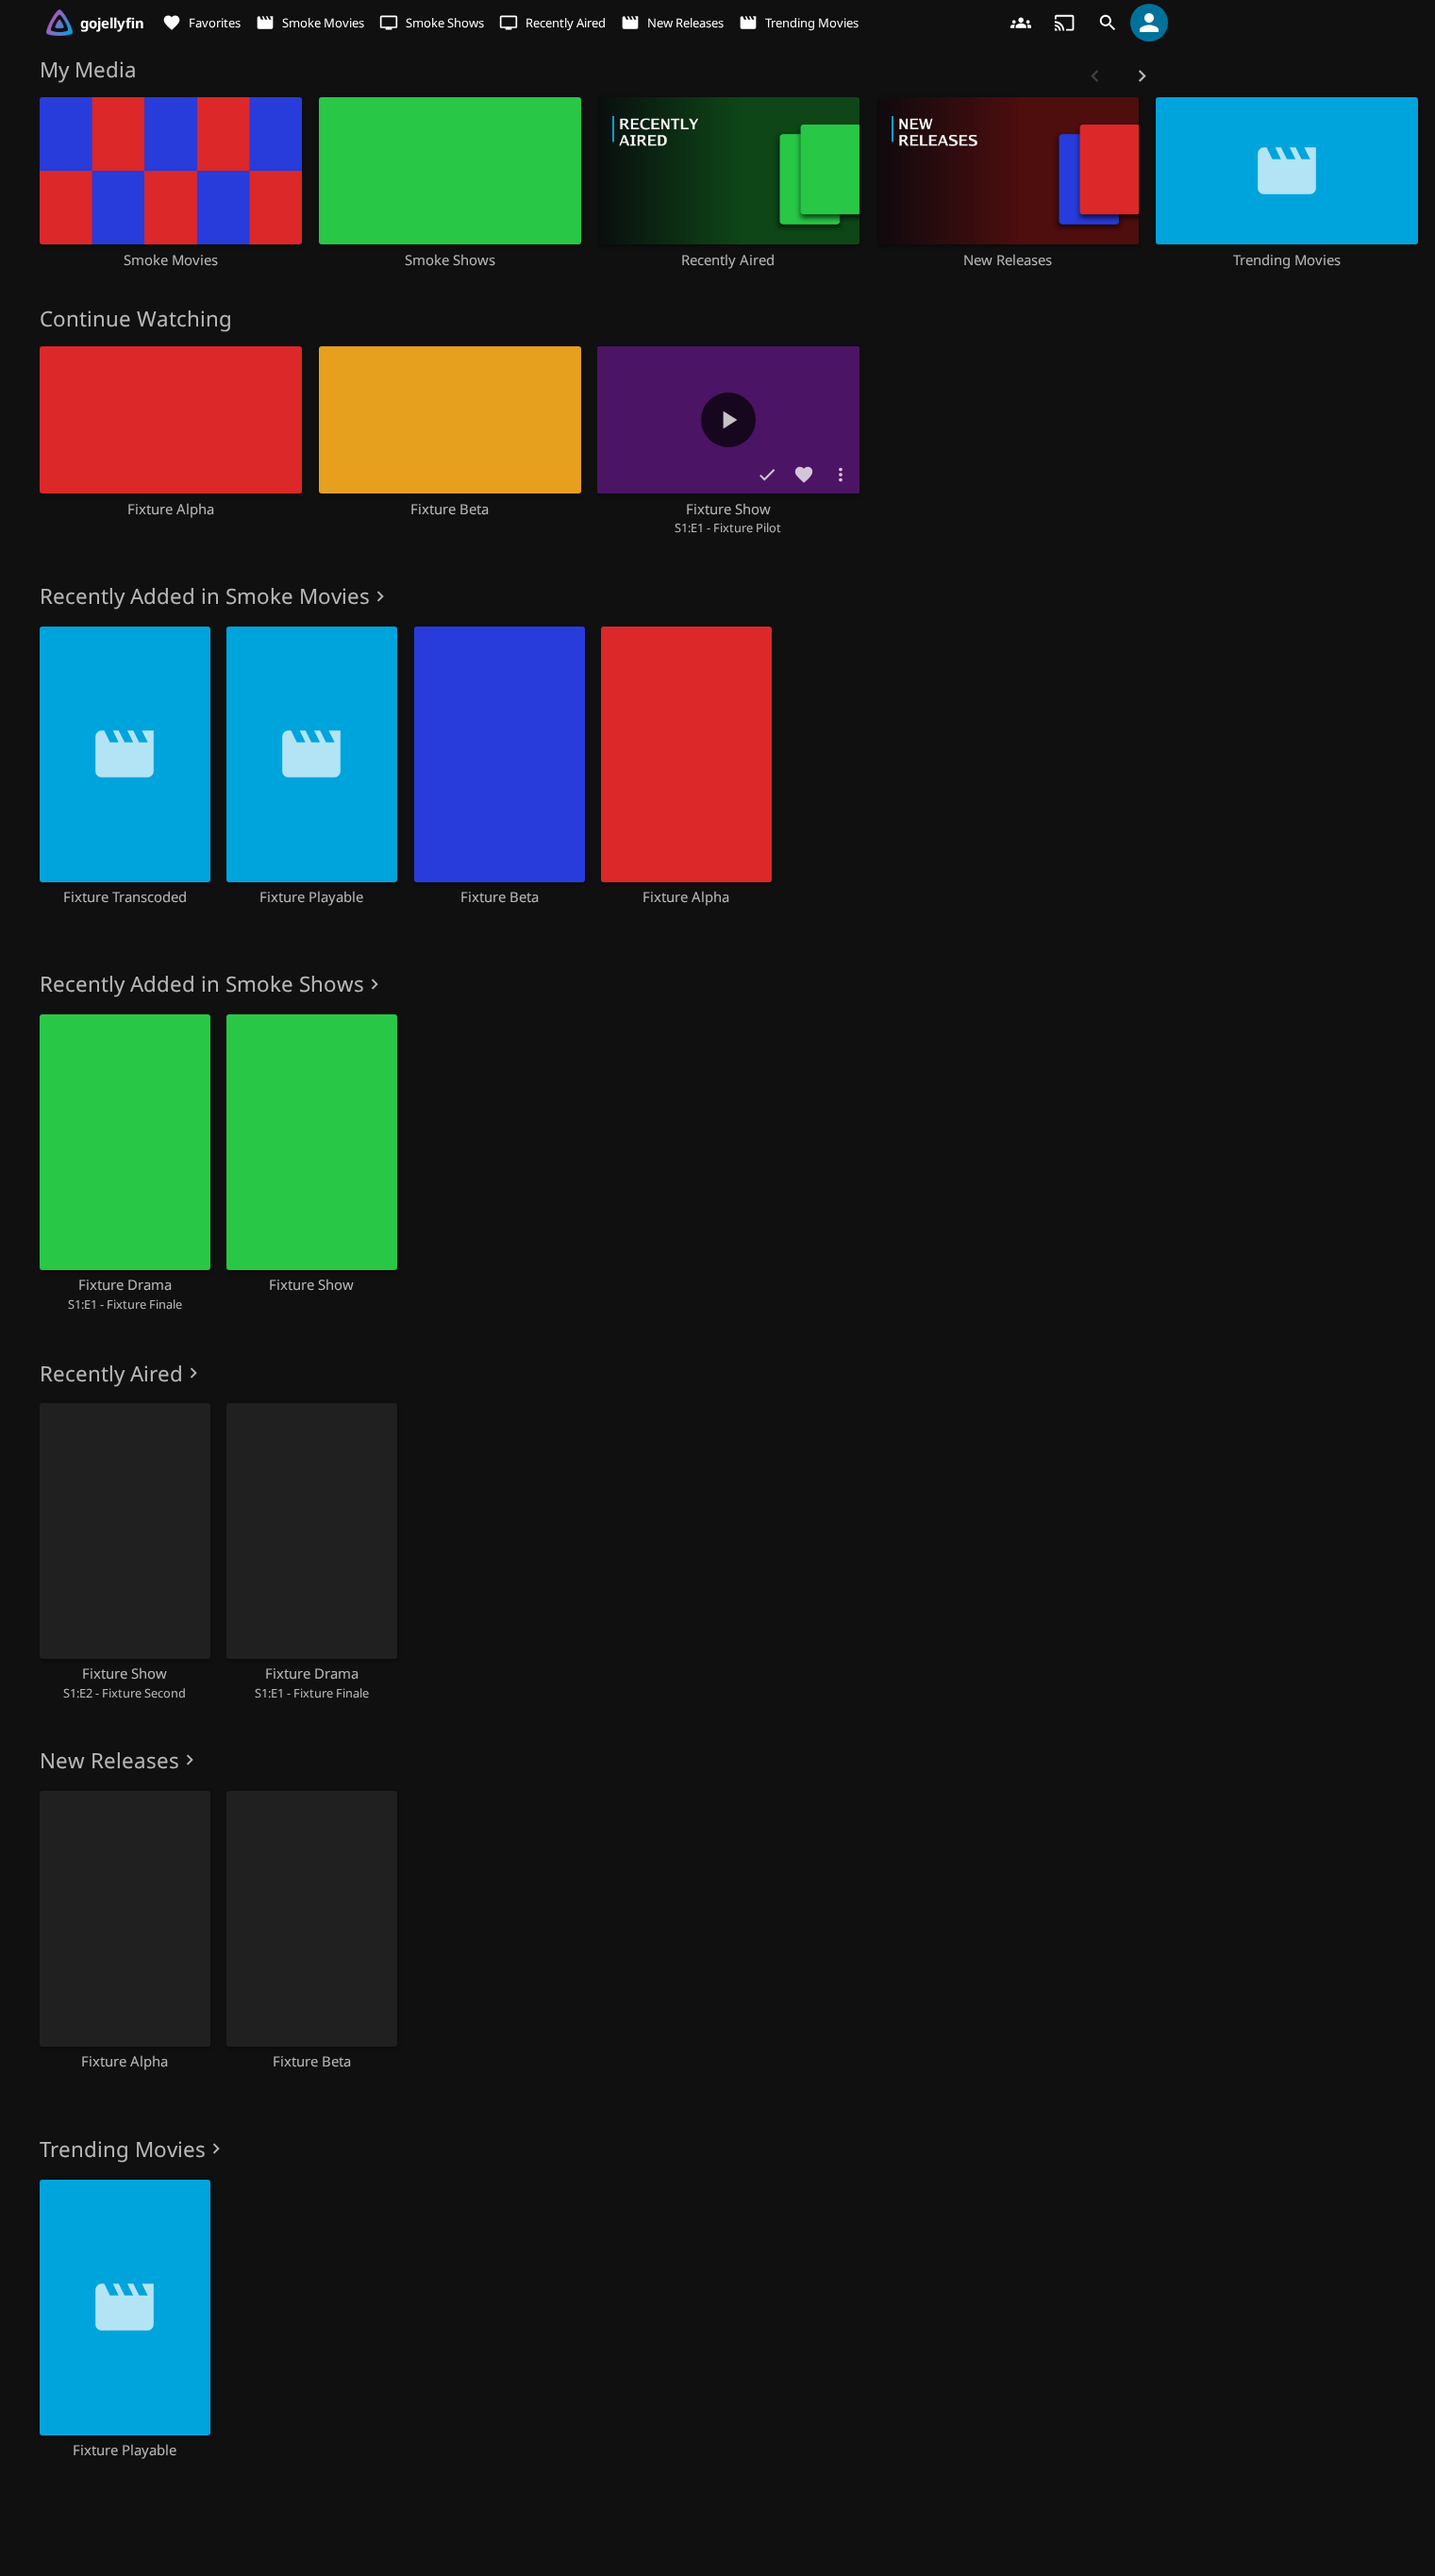 gojellyfin Favorites Smoke Movies Smoke Shows Recently Aired New Releases Trending Movies
My Media
RECENTLY
AIRED
NEW
RELEASES
Smoke Movies Smoke Shows Recently Aired New Releases Trending Movies
Continue Watching
Fixture Alpha Fixture Beta Fixture Show
S1:E1 - Fixture Pilot
Recently Added in Smoke Movies
Fixture Transcoded Fixture Playable Fixture Beta Fixture Alpha
Recently Added in Smoke Shows
Fixture Drama Fixture Show
S1:E1 - Fixture Finale
Recently Aired
Fixture Show Fixture Drama
S1:E2 - Fixture Second S1:E1 - Fixture Finale
New Releases
Fixture Alpha Fixture Beta
Trending Movies
Fixture Playable